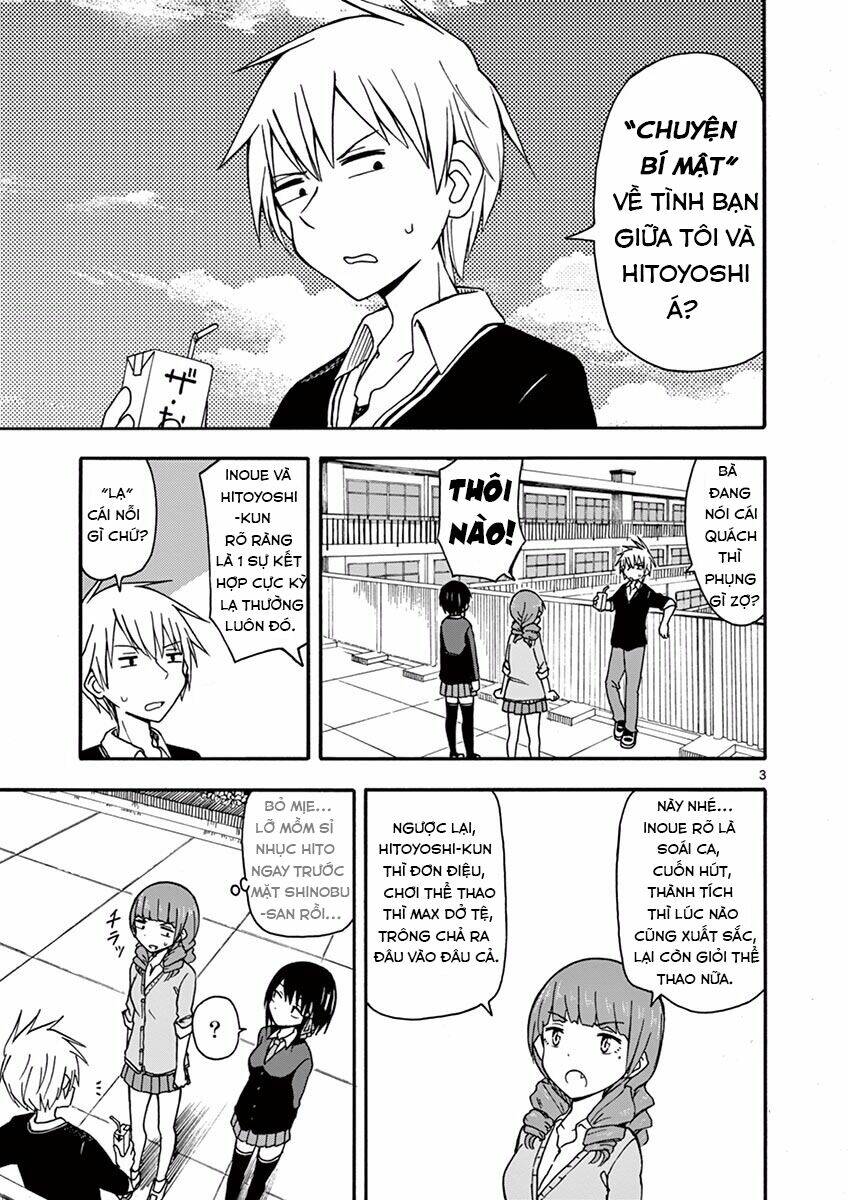 “CHUYỆN
BÍ MẬT“
VỀ TÌNH BẠN
GIỮA TÔI VÀ
HITOYOSHI
Á?
ザ・お
BÀ
ĐANG
NÓI CÁI
QUÁCH
THÌ
PHỤNG
GÌ ZỢ?
THÔI
NÀO!
INOUE VÀ
HITOYOSHI
-KUN
RÕ RÀNG
LÀ 1 SỰ KẾT
HỢP CỰC KỲ
LẠ THƯỜNG
LUÔN ĐÓ.
“LẠ“
CÁI NỖI
GÌ CHỨ?
3
NÀY NHÉ...
INOUE RÕ LÀ
SOÁI CA,
CUỐN HÚT,
THÀNH TÍCH
THÌ LÚC NÀO
CŨNG XUẤT SẮC,
LẠI CÒN GIỎI THỂ
THAO NỮA.
NGƯỢC LẠI,
HITOYOSHI-KUN
THÌ ĐƠN ĐIỆU,
CHƠI THỂ THAO
THÌ MAX DỞ TỆ,
TRÔNG CHẢ RA
ĐÂU VÀO ĐÂU CẢ.
BỎ MỊE...
LỠ MỒM SỈ
NHỤC HITO
NGAY TRƯỚC
MẶT SHINOBU
-SAN RỒI...
チラッ
?